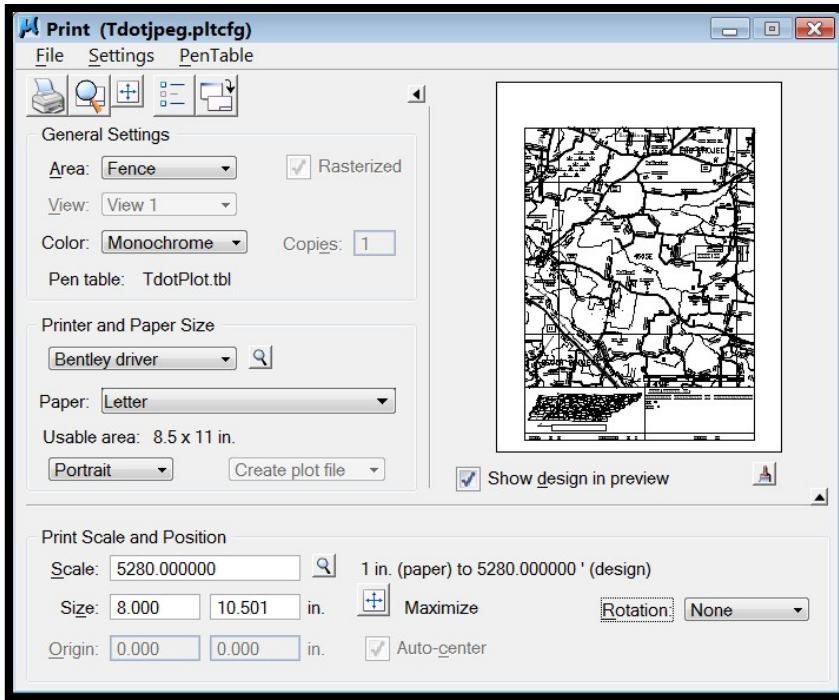 Print (Tdotjpeg.pltcfg)
File Settings PenTable
General Settings
Area: Fence
Rasterized
View: View 1
Color: Monochrome
Copies: 1
Pen table: TdotPlot.tbl
Printer and Paper Size
Bentley driver
Paper: Letter
Usable area: 8.5 x 11 in.
Portrait
Create plot file
Show design in preview
Print Scale and Position
Scale: 5280.000000
1 in. (paper) to 5280.000000 ' (design)
Size: 8.000 10.501 in.
Maximize
Rotation: None
Origin: 0.000 0.000 in.
Auto-center